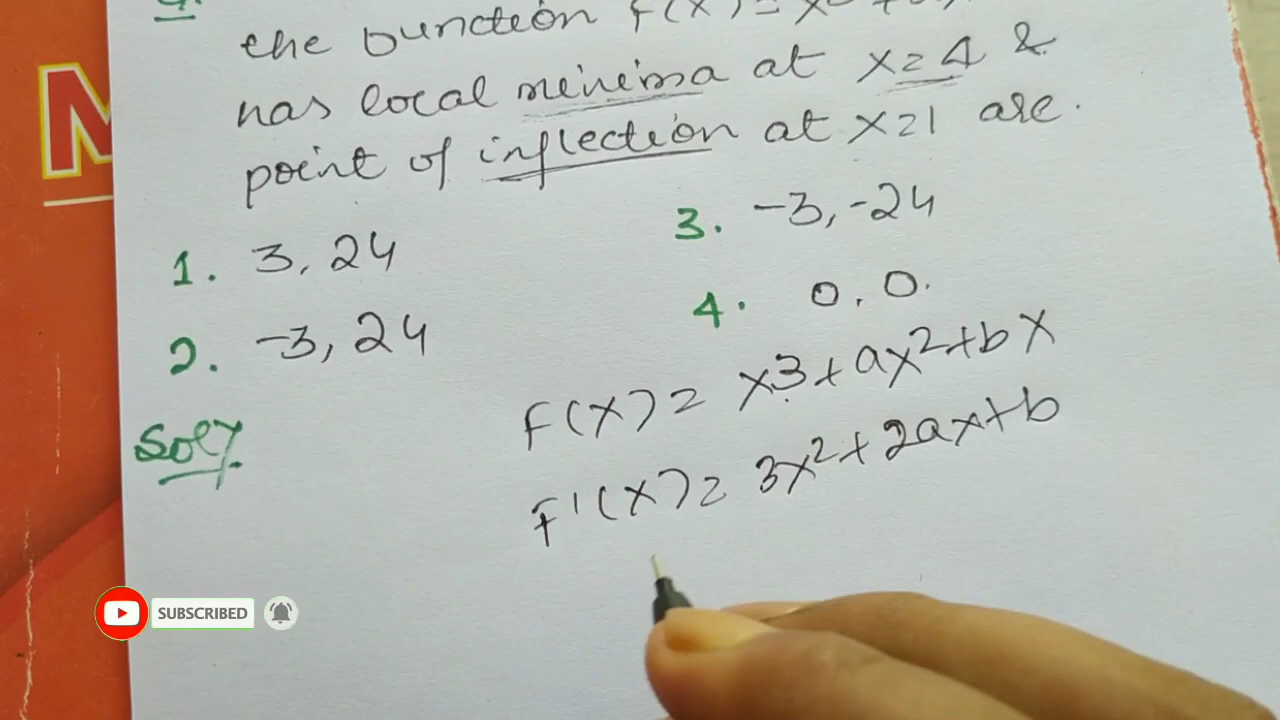 the function f(x)=x
has local minima at x=4 &
point of inflection at x=1 are.
1. 3, 24
3. -3, -24
2. -3, 24
4. 0, 0.
Sol7
f(x)= x3+ax2+bx
f'(x)= 3x2+2ax+b
M
SUBSCRIBED